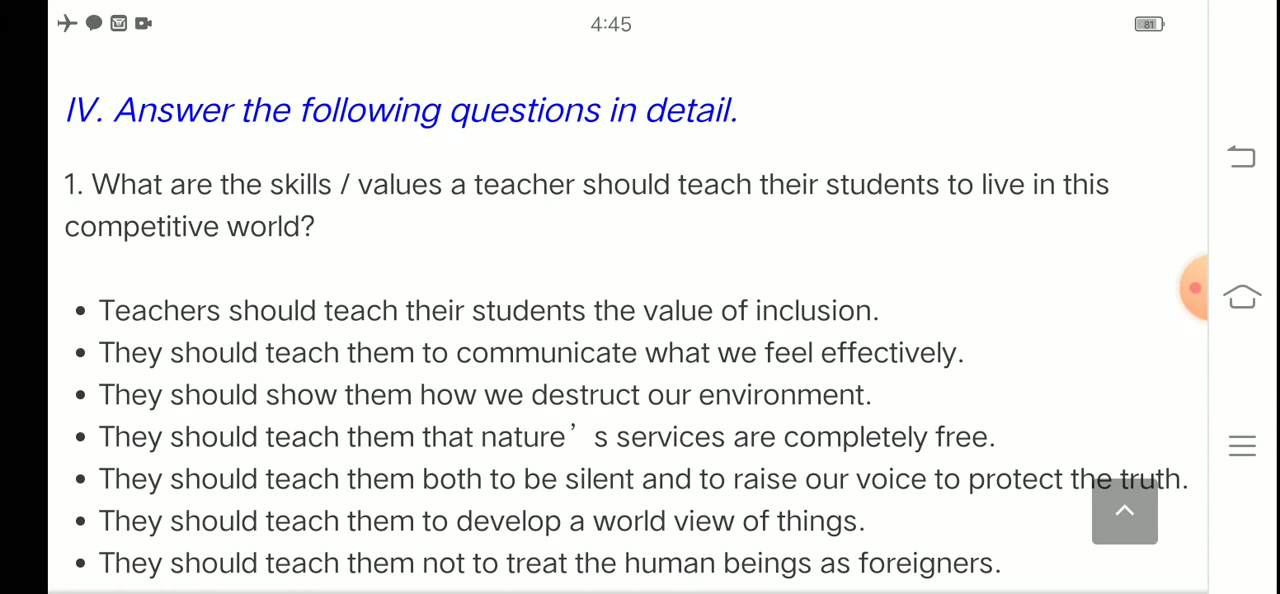 4:45
81
IV. Answer the following questions in detail.
1. What are the skills / values a teacher should teach their students to live in this
competitive world?
• Teachers should teach their students the value of inclusion.
• They should teach them to communicate what we feel effectively.
• They should show them how we destruct our environment.
• They should teach them that nature’s services are completely free.
• They should teach them both to be silent and to raise our voice to protect the truth.
• They should teach them to develop a world view of things.
• They should teach them not to treat the human beings as foreigners.